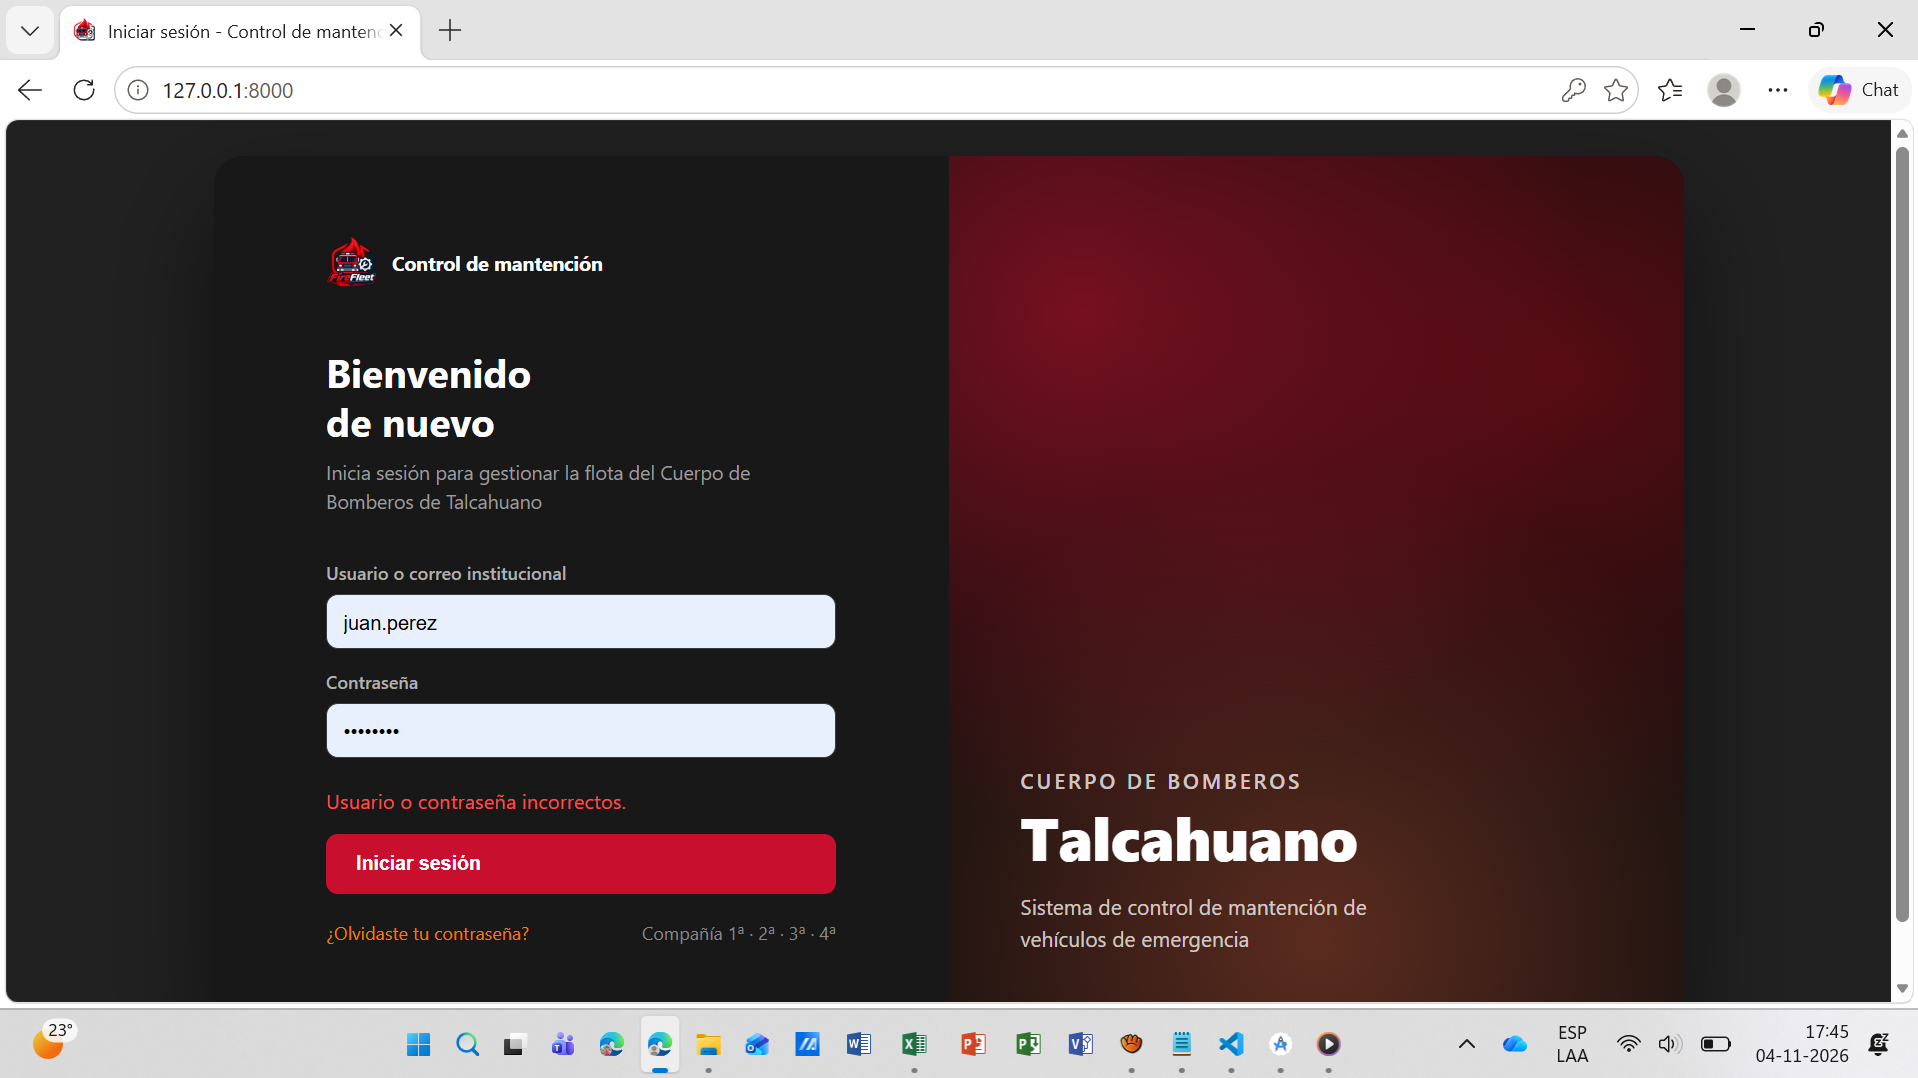 Iniciar sesión - Control de manten
127.0.0.1:8000
Chat
FireFleet
Control de mantención
Bienvenido
de nuevo
Inicia sesión para gestionar la flota del Cuerpo de
Bomberos de Talcahuano
Usuario o correo institucional
juan.perez
Contraseña
••••••••
Usuario o contraseña incorrectos.
Iniciar sesión
¿Olvidaste tu contraseña?
Compañía 1ª · 2ª · 3ª · 4ª
CUERPO DE BOMBEROS
Talcahuano
Sistema de control de mantención de
vehículos de emergencia
23°
ESP
LAA
17:45
04-11-2026